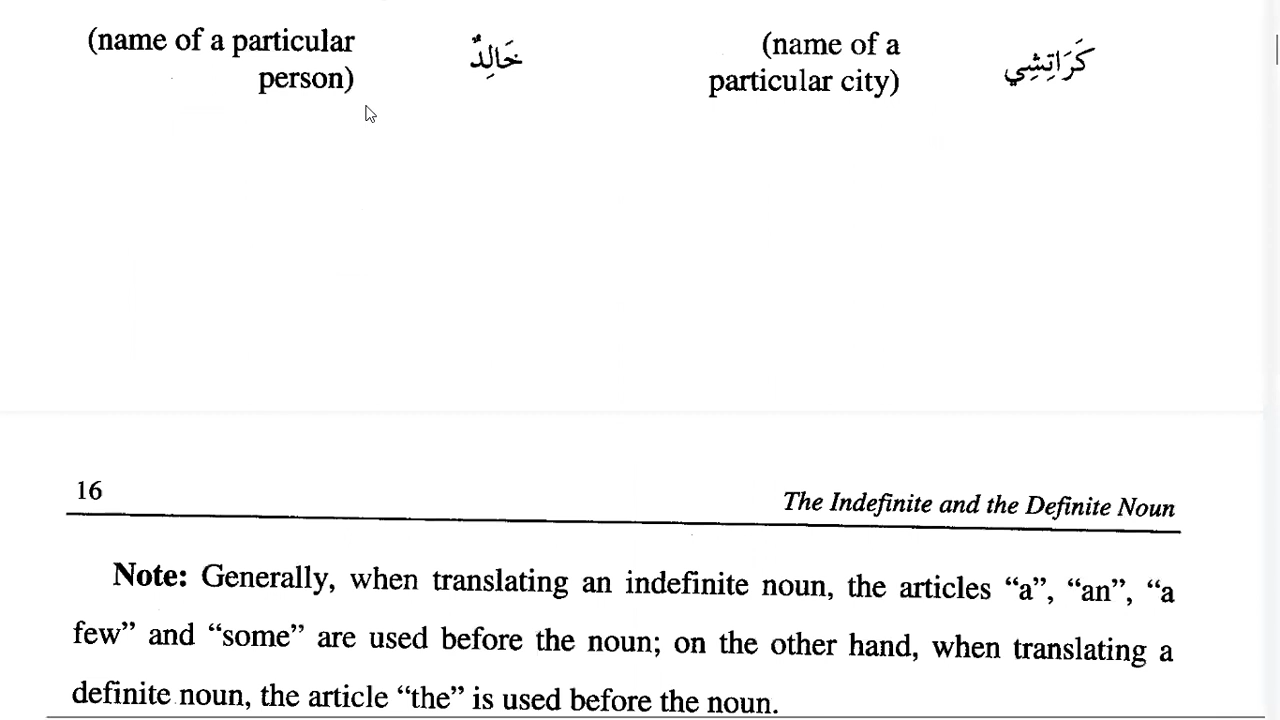 (name of a particular person) خَالِدٌ (name of a particular city) كَرَاتِشِي
16 The Indefinite and the Definite Noun
Note: Generally, when translating an indefinite noun, the articles “a”, “an”, “a
few” and “some” are used before the noun; on the other hand, when translating a
definite noun, the article “the” is used before the noun.